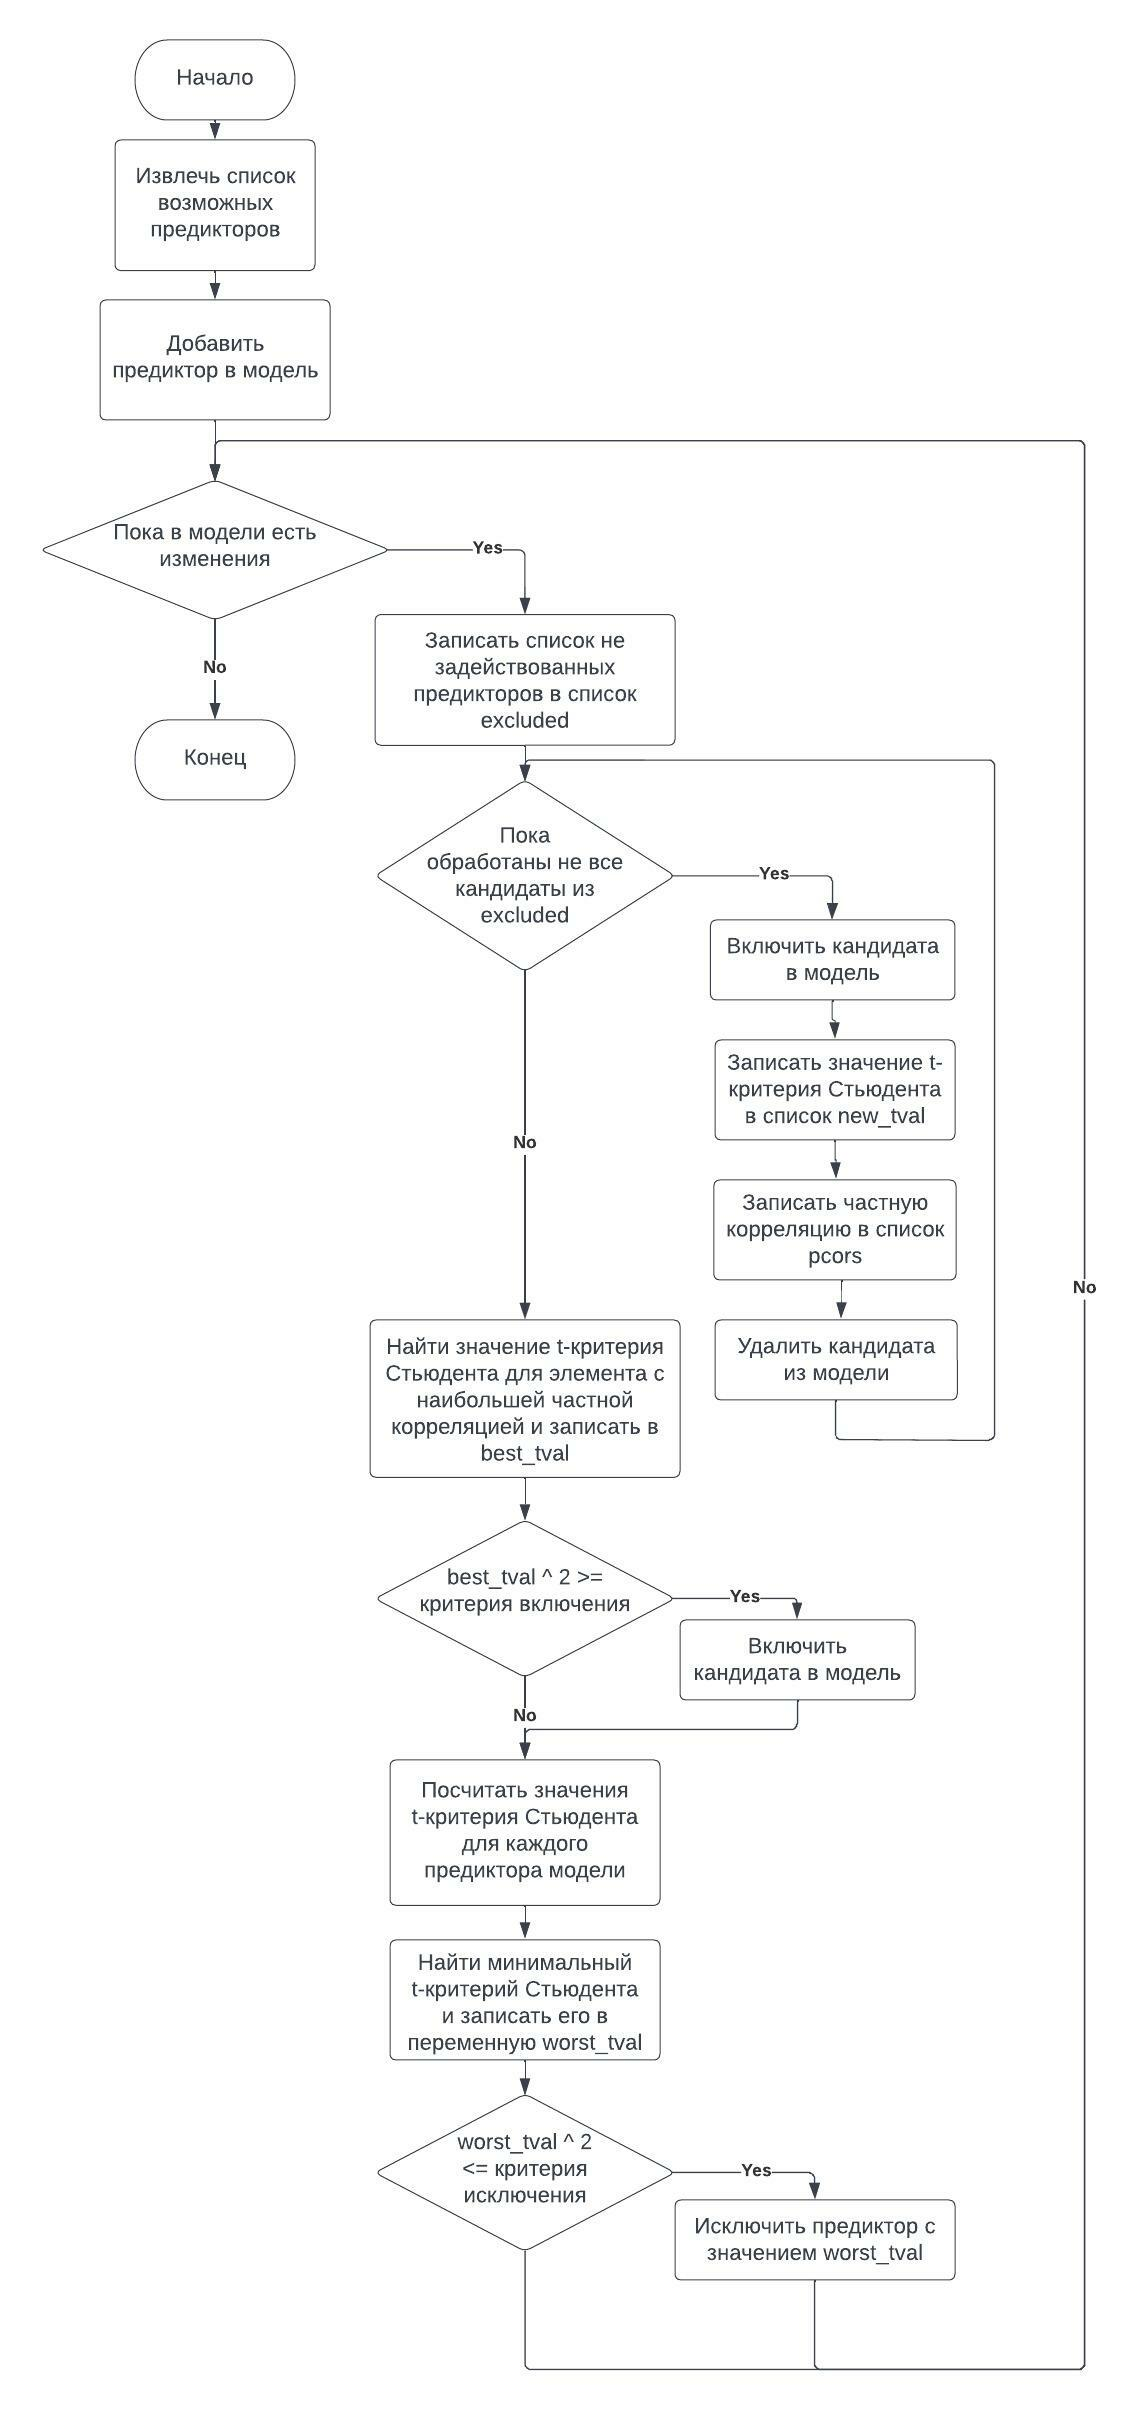 Начало
Извлечь список
возможных
предикторов
Добавить
предиктор в модель
Пока в модели есть
изменения
Yes
No
Конец
Записать список не
задействованных
предикторов в список
excluded
Пока
обработаны не все
кандидаты из
excluded
Yes
Включить кандидата
в модель
Записать значение t-
критерия Стьюдента
в список new_tval
Записать частную
корреляцию в список
pcors
Удалить кандидата
из модели
No
No
Найти значение t-критерия
Стьюдента для элемента с
наибольшей частной
корреляцией и записать в
best_tval
best_tval ^ 2 >=
критерия включения
Yes
Включить
кандидата в модель
No
Посчитать значения
t-критерия Стьюдента
для каждого
предиктора модели
Найти минимальный
t-критерий Стьюдента
и записать его в
переменную worst_tval
worst_tval ^ 2
<= критерия
исключения
Yes
Исключить предиктор с
значением worst_tval